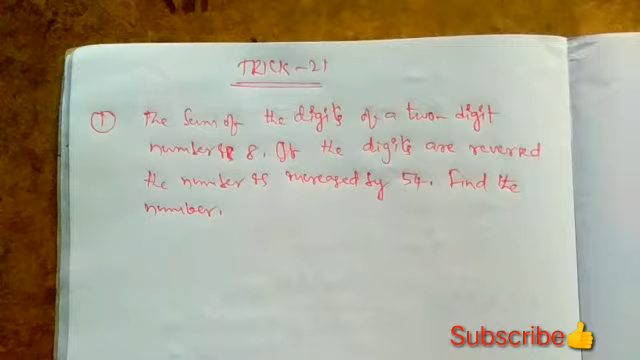 TRICK-21
① The sum of the digits of a two digit
number is 8. If the digits are reversed
the number is increased by 54. Find the
number.
Subscribe👍